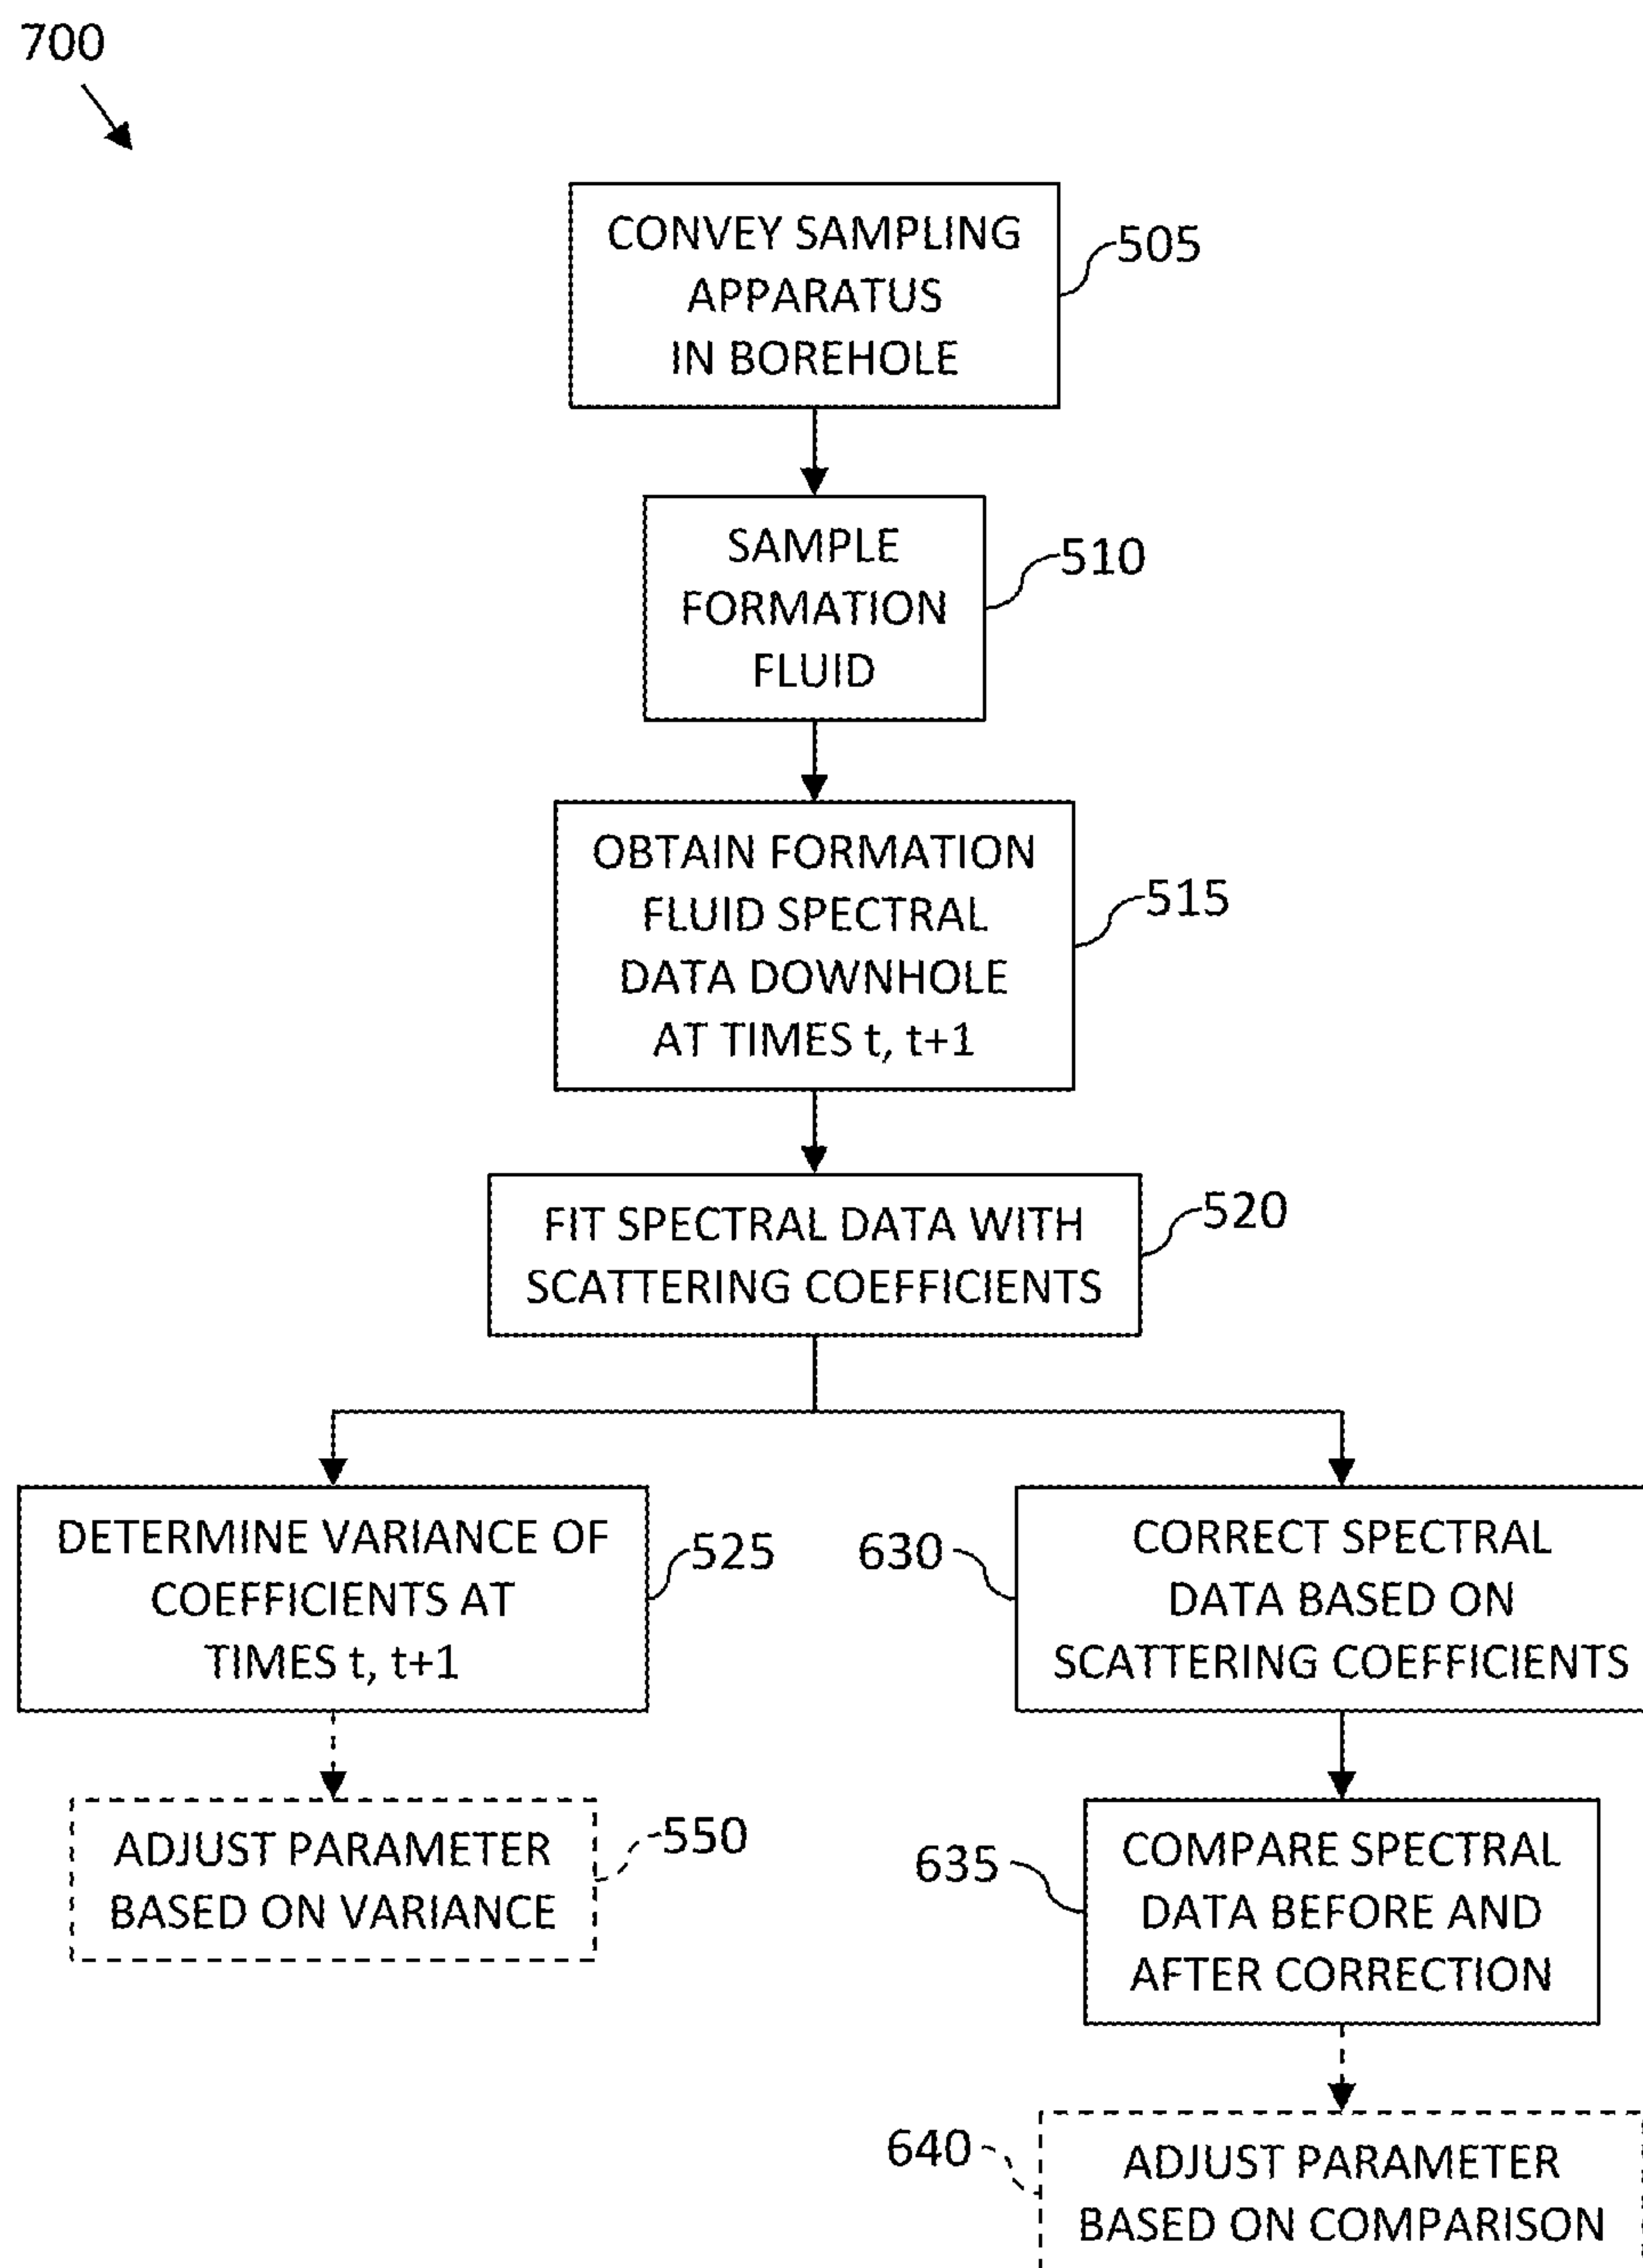 700
CONVEY SAMPLING
APPARATUS
IN BOREHOLE
505
SAMPLE
FORMATION
FLUID
510
OBTAIN FORMATION
FLUID SPECTRAL
DATA DOWNHOLE
AT TIMES t, t+1
515
FIT SPECTRAL DATA WITH
SCATTERING COEFFICIENTS
520
DETERMINE VARIANCE OF
COEFFICIENTS AT
TIMES t, t+1
525
ADJUST PARAMETER
BASED ON VARIANCE
550
630
CORRECT SPECTRAL
DATA BASED ON
SCATTERING COEFFICIENTS
635
COMPARE SPECTRAL
DATA BEFORE AND
AFTER CORRECTION
640
ADJUST PARAMETER
BASED ON COMPARISON